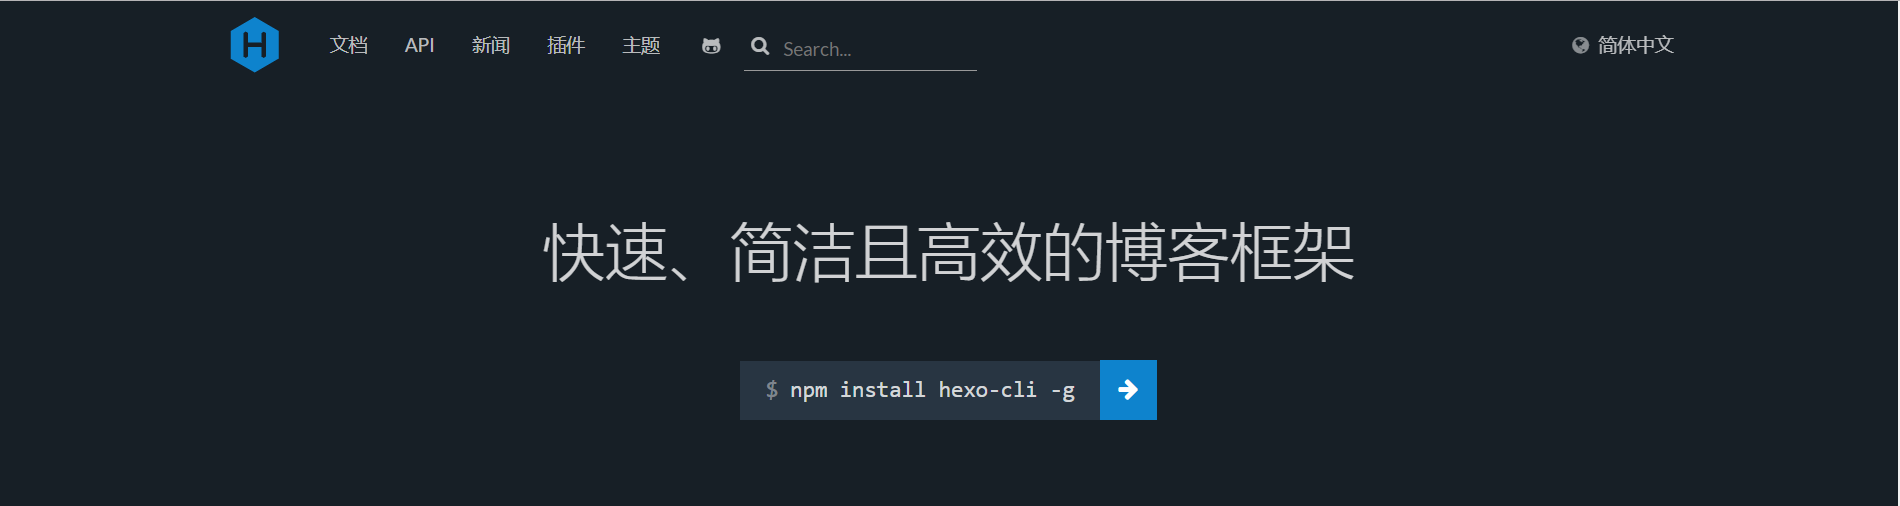 H 文档 API 新闻 插件 主题 Search... 简体中文
快速、简洁且高效的博客框架
$ npm install hexo-cli -g